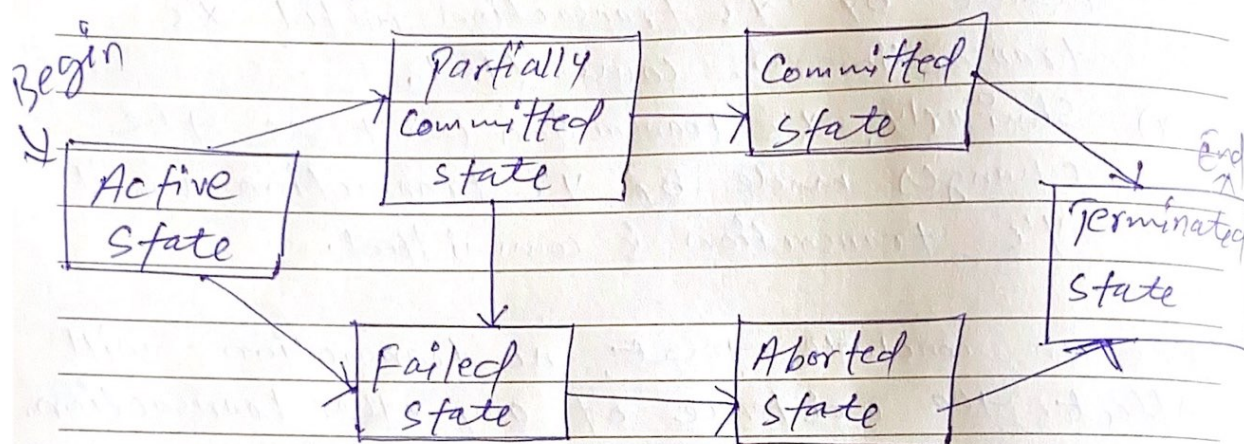 Begin
Active
State
Partially
Committed
State
Committed
State
Failed
State
Aborted
State
End
Terminated
State